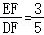 EF/DF = 3/5